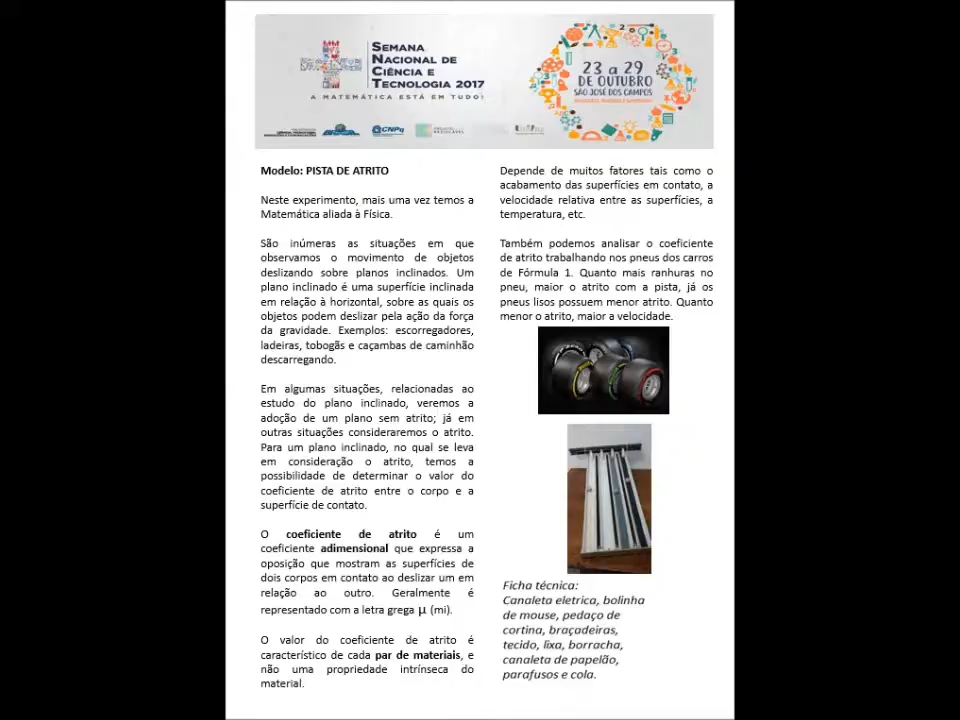 SEMANA
NACIONAL DE
CIÊNCIA E
TECNOLOGIA 2017
A MATEMÁTICA ESTÁ EM TUDO!
23 a 29
DE OUTUBRO
SÃO JOSÉ DOS CAMPOS
CNPq
Modelo: PISTA DE ATRITO
Neste experimento, mais uma vez temos a
Matemática aliada à Física.
São inúmeras as situações em que
observamos o movimento de objetos
deslizando sobre planos inclinados. Um
plano inclinado é uma superfície inclinada
em relação à horizontal, sobre as quais os
objetos podem deslizar pela ação da força
da gravidade. Exemplos: escorregadores,
ladeiras, tobogãs e caçambas de caminhão
descarregando.
Em algumas situações, relacionadas ao
estudo do plano inclinado, veremos a
adoção de um plano sem atrito; já em
outras situações consideraremos o atrito.
Para um plano inclinado, no qual se leva
em consideração o atrito, temos a
possibilidade de determinar o valor do
coeficiente de atrito entre o corpo e a
superfície de contato.
O coeficiente de atrito é um
coeficiente adimensional que expressa a
oposição que mostram as superfícies de
dois corpos em contato ao deslizar um em
relação ao outro. Geralmente é
representado com a letra grega μ (mi).
O valor do coeficiente de atrito é
característico de cada par de materiais, e
não uma propriedade intrínseca do
material.
Depende de muitos fatores tais como o
acabamento das superfícies em contato, a
velocidade relativa entre as superfícies, a
temperatura, etc.
Também podemos analisar o coeficiente
de atrito trabalhando nos pneus dos carros
de Fórmula 1. Quanto mais ranhuras no
pneu, maior o atrito com a pista, já os
pneus lisos possuem menor atrito. Quanto
menor o atrito, maior a velocidade.
Ficha técnica:
Canaleta eletrica, bolinha
de mouse, pedaço de
cortina, braçadeiras,
tecido, lixa, borracha,
canaleta de papelão,
parafusos e cola.